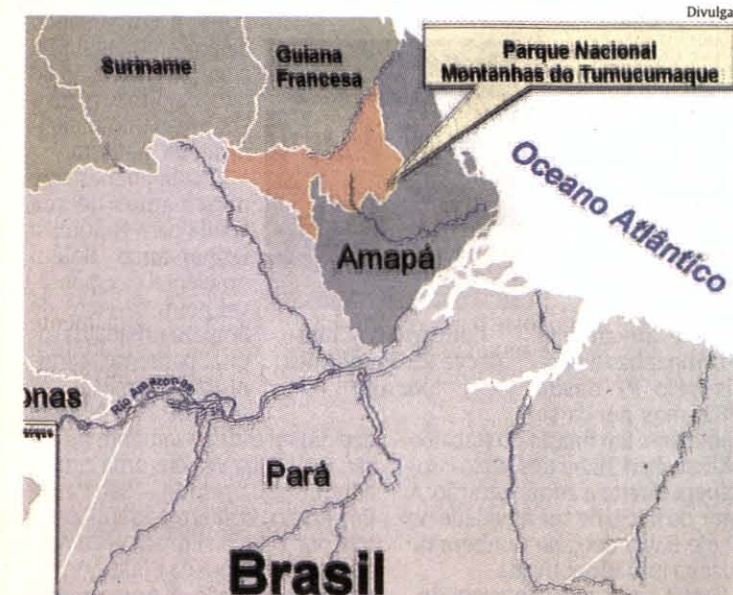 Divulga
Suriname
Guiana
Francesa
Parque Nacional
Montanhas do Tumucumaque
Oceano Atlântico
Amapá
onas
Rio Amazonas
Pará
Brasil